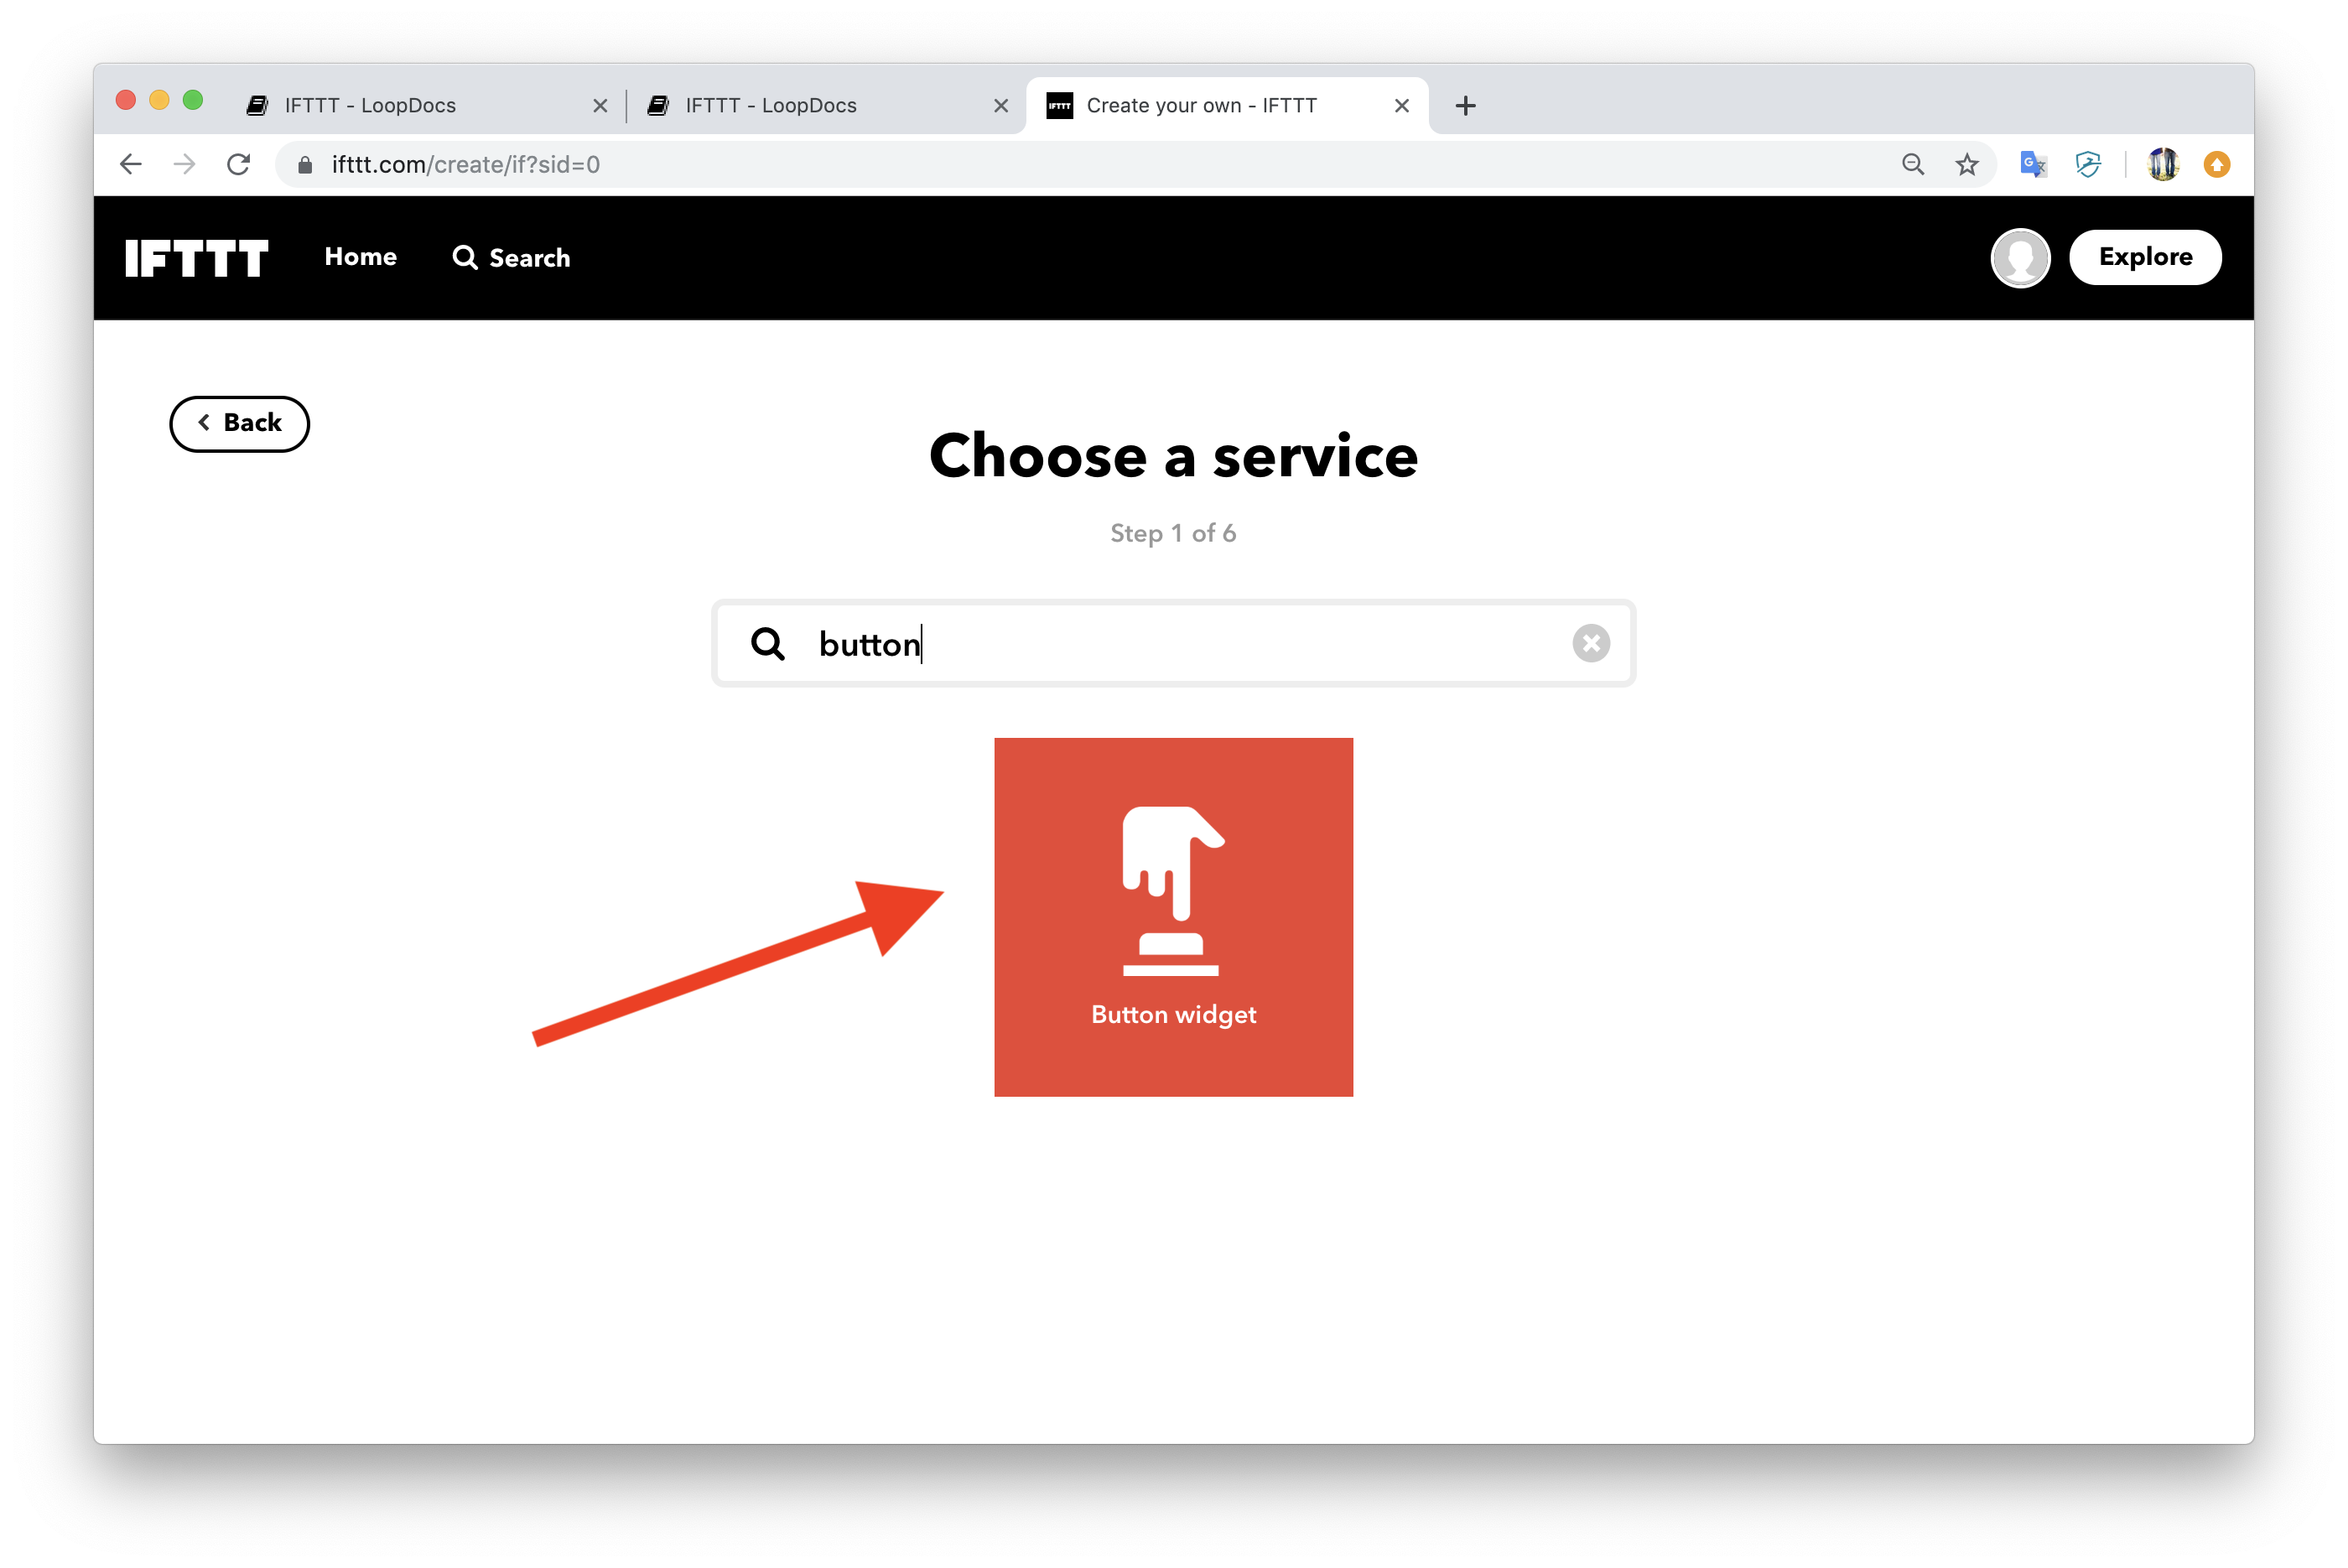 IFTTT - LoopDocs
IFTTT - LoopDocs
IFTTT
Create your own - IFTTT
ifttt.com/create/if?sid=0
IFTTT
Home
Search
Explore
Back
Choose a service
Step 1 of 6
button
Button widget